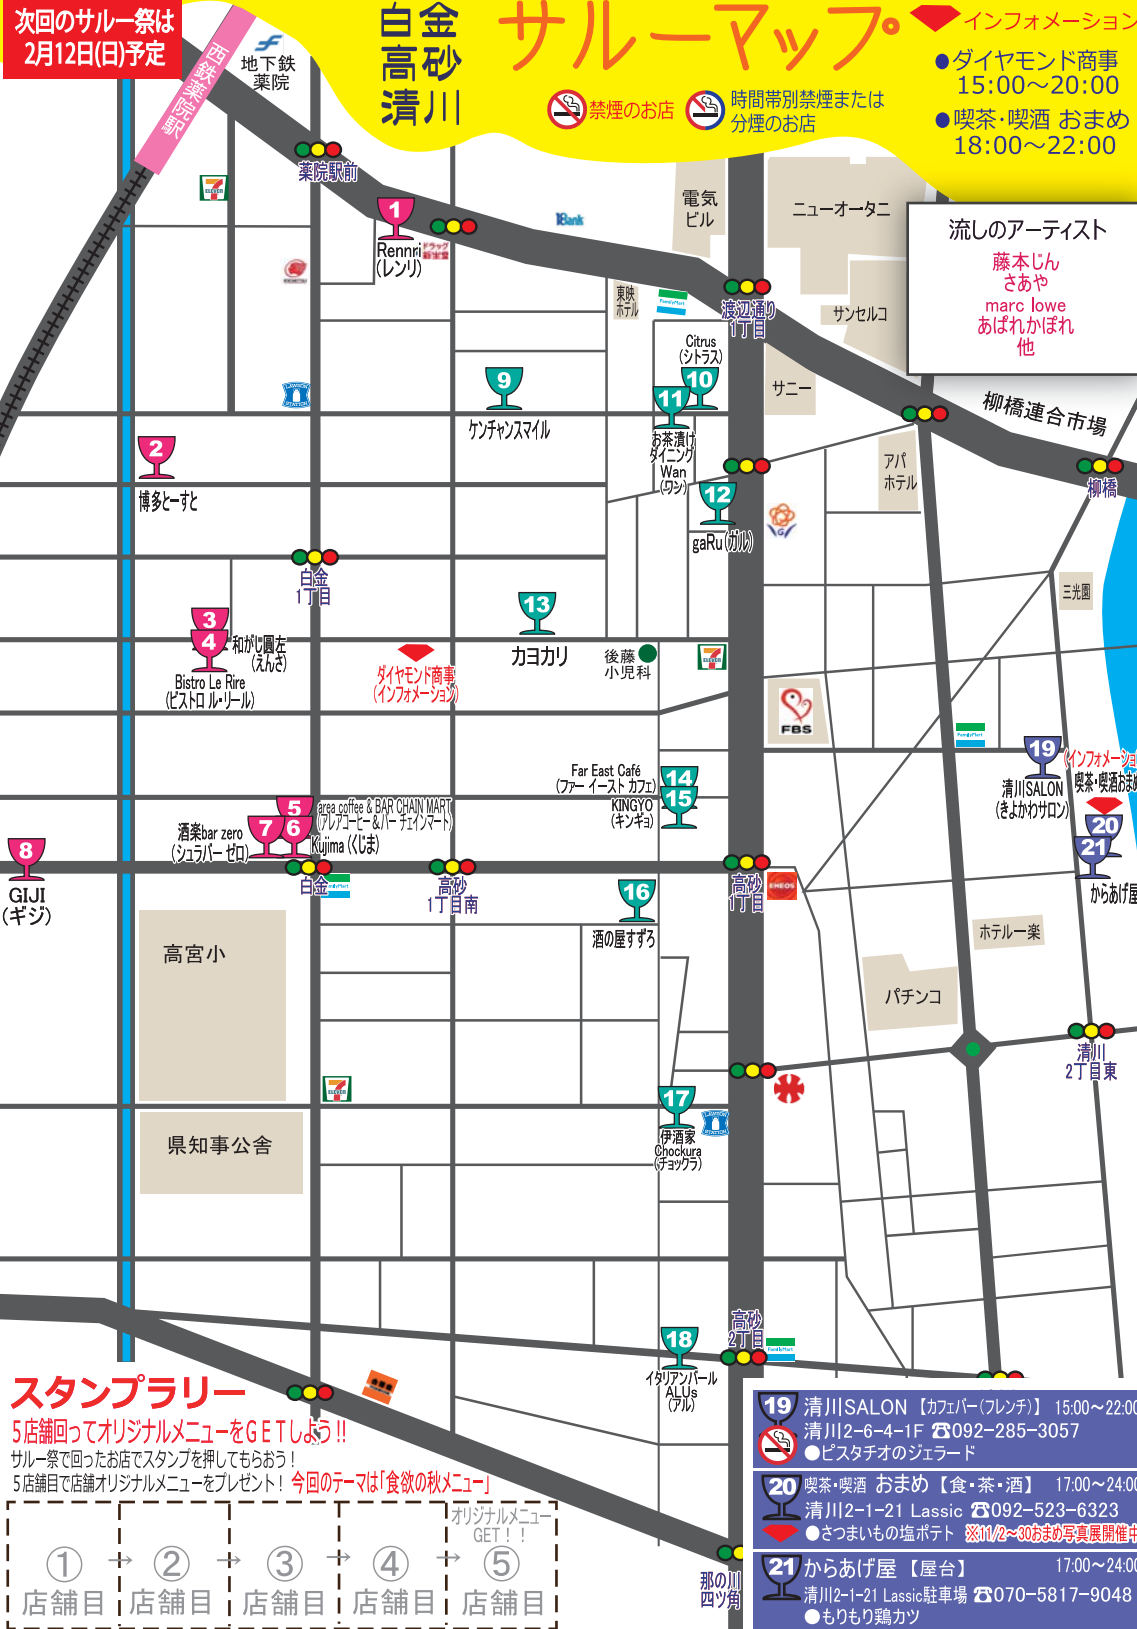 次回のサルー祭は
2月12日(日)予定
西鉄薬院駅
地下鉄
薬院
白金
高砂
清川
サルーマップ
禁煙のお店
時間帯別禁煙または
分煙のお店
インフォメーション
●ダイヤモンド商事
15:00〜20:00
●喫茶・喫酒 おまめ
18:00〜22:00
流しのアーティスト
藤本じん
さあや
marc lowe
あぱれかぽれ
他
薬院駅前
1
Rennri
(レンリ)
ドラッグ
電気
ビル
ニューオータニ
サンセルコ
東映
ホテル
FamilyMart
渡辺通り
1丁目
Citrus
(シトラス)
サニー
柳橋連合市場
柳橋
9
ケンチャンスマイル
10
11
お茶漬け
ダイニング
Wan
(ワン)
アパ
ホテル
2
博多とーすと
12
gaRu(ガル)
白金
1丁目
三光園
3
4
和がじ圓左
(えんざ)
Bistro Le Rire
(ビストロ ル・リール)
ダイヤモンド商事
(インフォメーション)
13
カヨカリ
後藤
小児科
FBS
FamilyMart
19
清川SALON
(きよかわサロン)
(インフォメーショ
喫茶・喫酒おまめ
20
21
からあげ屋
Far East Café
(ファー イースト カフェ)
14
15
KINGYO
(キンギョ)
5
6
7
area coffee & BAR CHAIN MART
(アレアコーヒー&バー チェインマート)
Kujima (くじま)
酒楽bar zero
(シュラバー ゼロ)
8
GIJI
(ギジ)
白金
FamilyMart
高砂
1丁目南
高砂
1丁目
ENEOS
16
酒の屋すずろ
高宮小
ホテル一楽
パチンコ
清川
2丁目東
17
伊酒家
Chockura
(チョックラ)
県知事公舎
18
イタリアンバール
ALUs
(アル)
高砂
2丁目
FamilyMart
那の川
四ツ角
スタンプラリー
5店舗回ってオリジナルメニューをGETしよう!!
サルー祭で回ったお店でスタンプを押してもらおう!
5店舗目で店舗オリジナルメニューをプレゼント! 今回のテーマは「食欲の秋メニュー」
オリジナルメニュー
GET!!
① → ② → ③ → ④ → ⑤
店舗目 店舗目 店舗目 店舗目 店舗目
19 清川SALON 【カフェバー(フレンチ)】 15:00〜22:00
清川2-6-4-1F ☎092-285-3057
●ピスタチオのジェラード
20 喫茶・喫酒 おまめ 【食・茶・酒】 17:00〜24:00
清川2-1-21 Lassic ☎092-523-6323
●さつまいもの塩ポテト ※11/2〜30おまめ写真展開催中
21 からあげ屋 【屋台】 17:00〜24:00
清川2-1-21 Lassic駐車場 ☎070-5817-9048
●もりもり鶏カツ